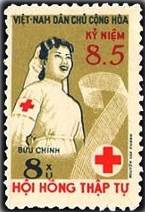 VIỆT-NAM DÂN CHỦ CỘNG HÒA
KỶ NIỆM
8.5
BƯU CHÍNH
8 XU
HỘI HỒNG THẬP TỰ